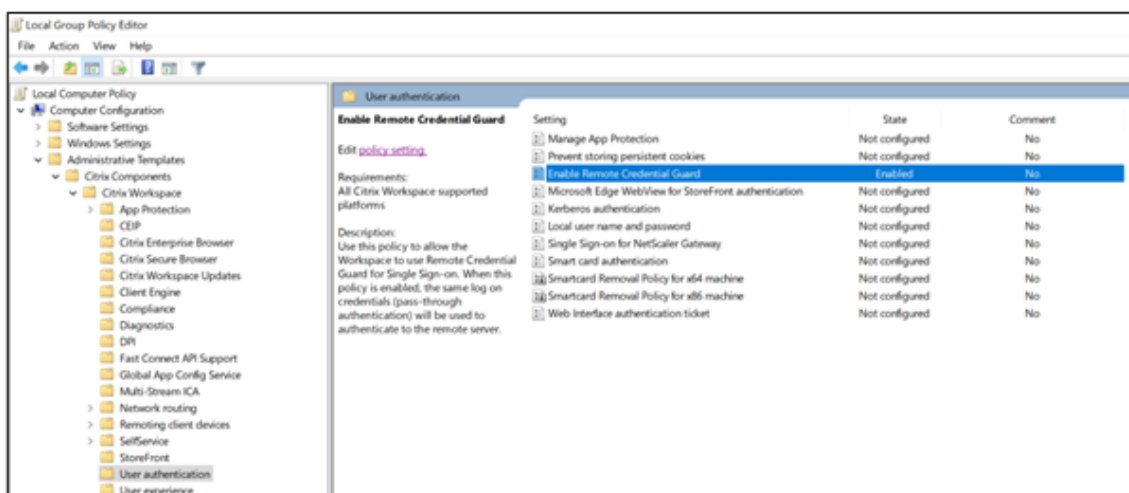 Local Group Policy Editor
File Action View Help
Local Computer Policy
Computer Configuration
Software Settings
Windows Settings
Administrative Templates
Citrix Components
Citrix Workspace
App Protection
CEIP
Citrix Enterprise Browser
Citrix Secure Browser
Citrix Workspace Updates
Client Engine
Compliance
Diagnostics
DPI
Fast Connect API Support
Global App Config Service
Multi-Stream ICA
Network routing
Remoting client devices
SelfService
StoreFront
User authentication
User experience
User authentication
Enable Remote Credential Guard
Edit policy setting.
Requirements:
All Citrix Workspace supported
platforms
Description:
Use this policy to allow the
Workspace to use Remote Credential
Guard for Single Sign-on. When this
policy is enabled, the same log on
credentials (pass-through
authentication) will be used to
authenticate to the remote server.
Setting State Comment
Manage App Protection Not configured No
Prevent storing persistent cookies Not configured No
Enable Remote Credential Guard Enabled No
Microsoft Edge WebView for StoreFront authentication Not configured No
Kerberos authentication Not configured No
Local user name and password Not configured No
Single Sign-on for NetScaler Gateway Not configured No
Smart card authentication Not configured No
Smartcard Removal Policy for x64 machine Not configured No
Smartcard Removal Policy for x86 machine Not configured No
Web Interface authentication ticket Not configured No